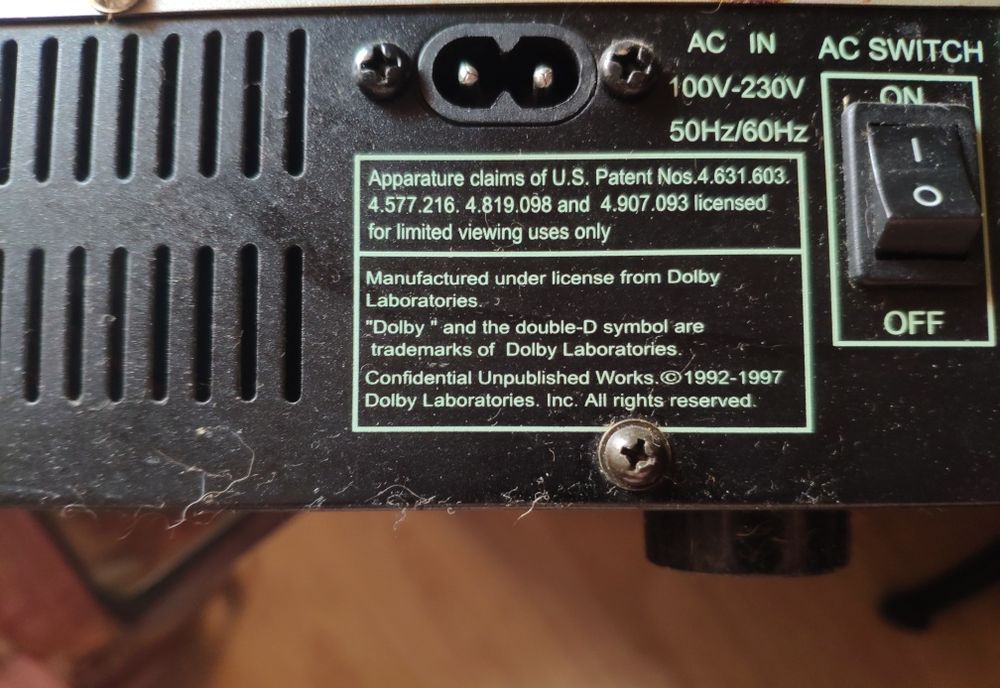 AC IN
100V-230V
50Hz/60Hz
AC SWITCH
ON
I
O
OFF
Apparature claims of U.S. Patent Nos.4.631.603.
4.577.216. 4.819.098 and 4.907.093 licensed
for limited viewing uses only
Manufactured under license from Dolby
Laboratories.
"Dolby " and the double-D symbol are
trademarks of Dolby Laboratories.
Confidential Unpublished Works.©1992-1997
Dolby Laboratories. Inc. All rights reserved.